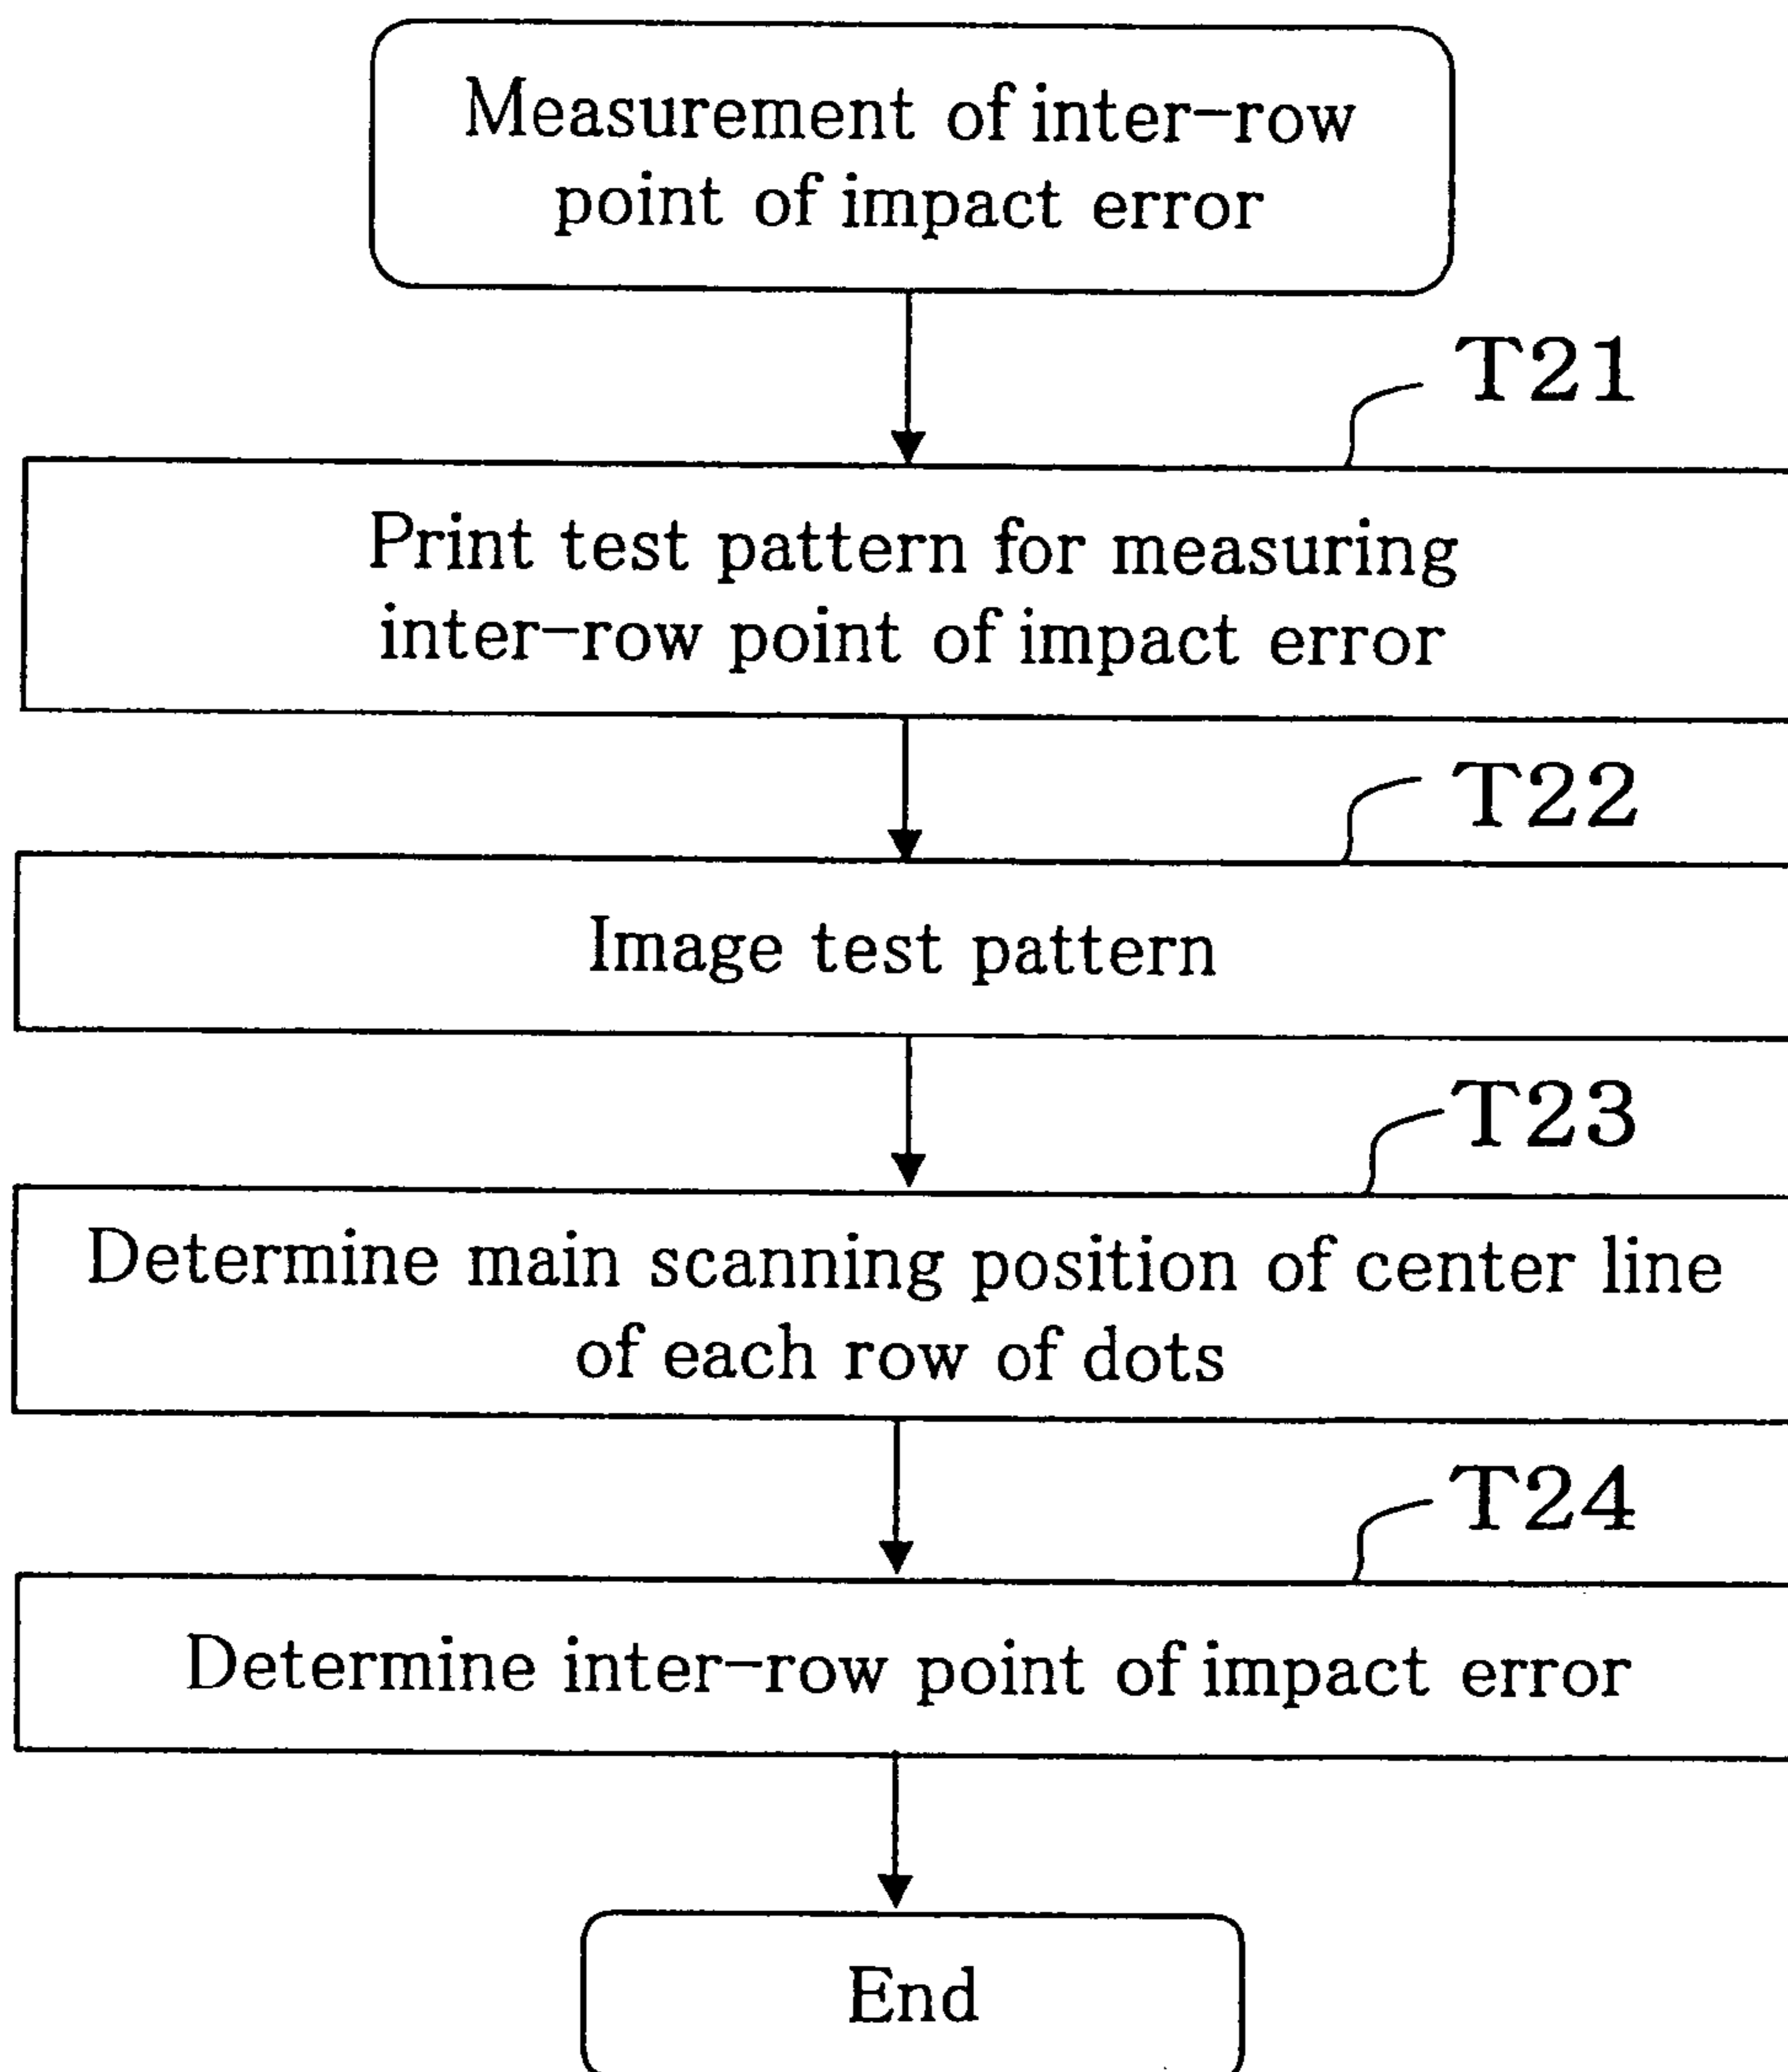 Measurement of inter-row
point of impact error
T21
Print test pattern for measuring
inter-row point of impact error
T22
Image test pattern
T23
Determine main scanning position of center line
of each row of dots
T24
Determine inter-row point of impact error
End